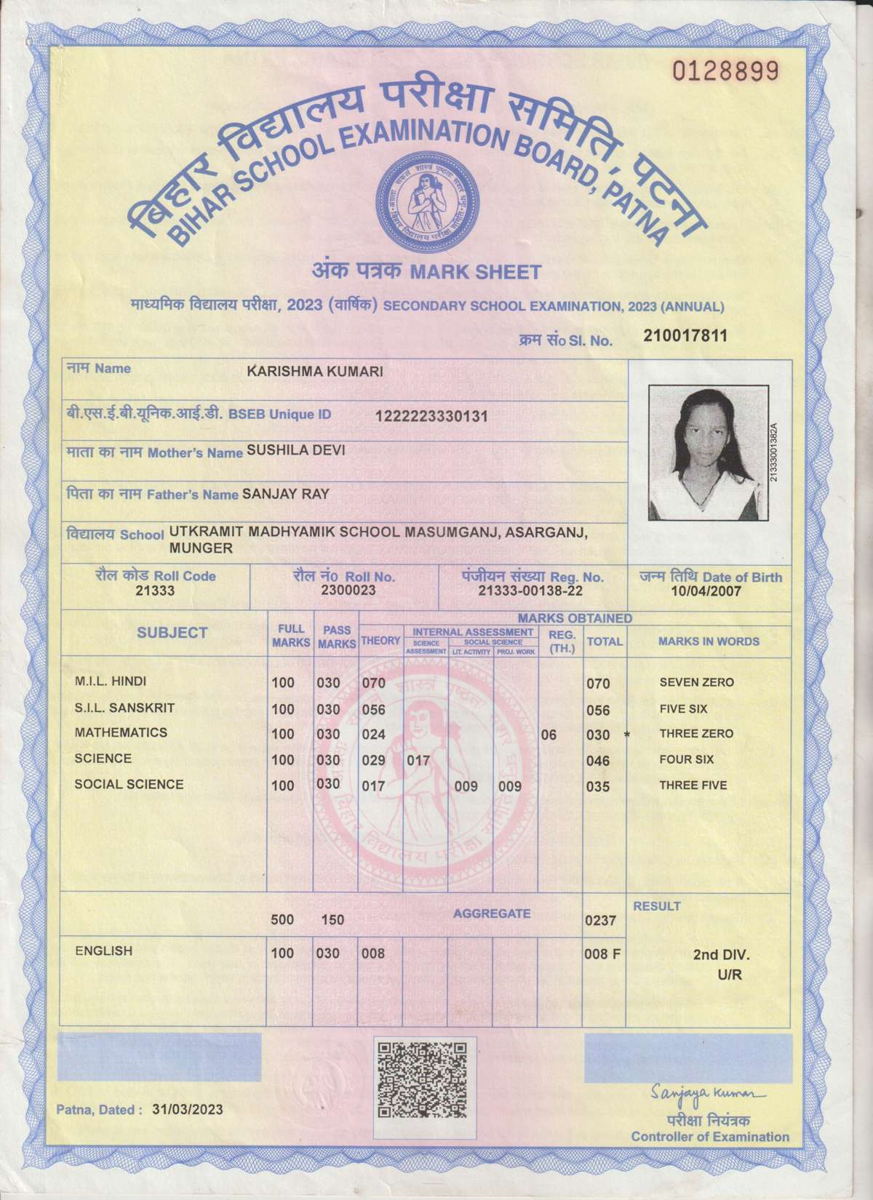 0128899
बिहार विद्यालय परीक्षा समिति, पटना
BIHAR SCHOOL EXAMINATION BOARD, PATNA
अंक पत्रक MARK SHEET
माध्यमिक विद्यालय परीक्षा, 2023 (वार्षिक) SECONDARY SCHOOL EXAMINATION, 2023 (ANNUAL)
क्रम सं० Sl. No. 210017811
नाम Name KARISHMA KUMARI
बी.एस.ई.बी.यूनिक.आई.डी. BSEB Unique ID 1222223330131
माता का नाम Mother's Name SUSHILA DEVI
पिता का नाम Father's Name SANJAY RAY
विद्यालय School UTKRAMIT MADHYAMIK SCHOOL MASUMGANJ, ASARGANJ,
MUNGER
21333001382A
रौल कोड Roll Code रौल नं० Roll No. पंजीयन संख्या Reg. No. जन्म तिथि Date of Birth
21333 2300023 21333-00138-22 10/04/2007
MARKS OBTAINED
SUBJECT FULL MARKS PASS MARKS THEORY INTERNAL ASSESSMENT REG. (TH.) TOTAL MARKS IN WORDS
SCIENCE ASSESSMENT SOCIAL SCIENCE
LIT. ACTIVITY PROJ. WORK
M.I.L. HINDI 100 030 070 070 SEVEN ZERO
S.I.L. SANSKRIT 100 030 056 056 FIVE SIX
MATHEMATICS 100 030 024 06 030 * THREE ZERO
SCIENCE 100 030 029 017 046 FOUR SIX
SOCIAL SCIENCE 100 030 017 009 009 035 THREE FIVE
बिहार विद्यालय परीक्षा समिति
500 150 AGGREGATE 0237 RESULT
ENGLISH 100 030 008 008 F 2nd DIV.
U/R
Patna, Dated : 31/03/2023
Sanjaya Kumar
परीक्षा नियंत्रक
Controller of Examination